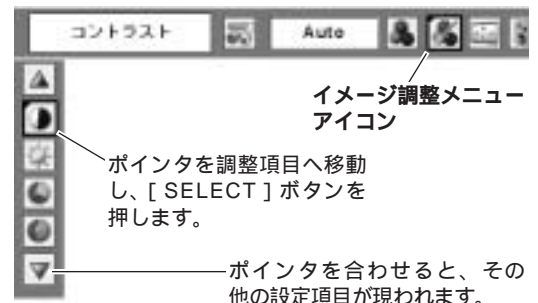 コントラスト
Auto
イメージ調整メニュー
アイコン
ポインタを調整項目へ移動
し、[ SELECT ] ボタンを
押します。
ポインタを合わせると、その
他の設定項目が現われます。